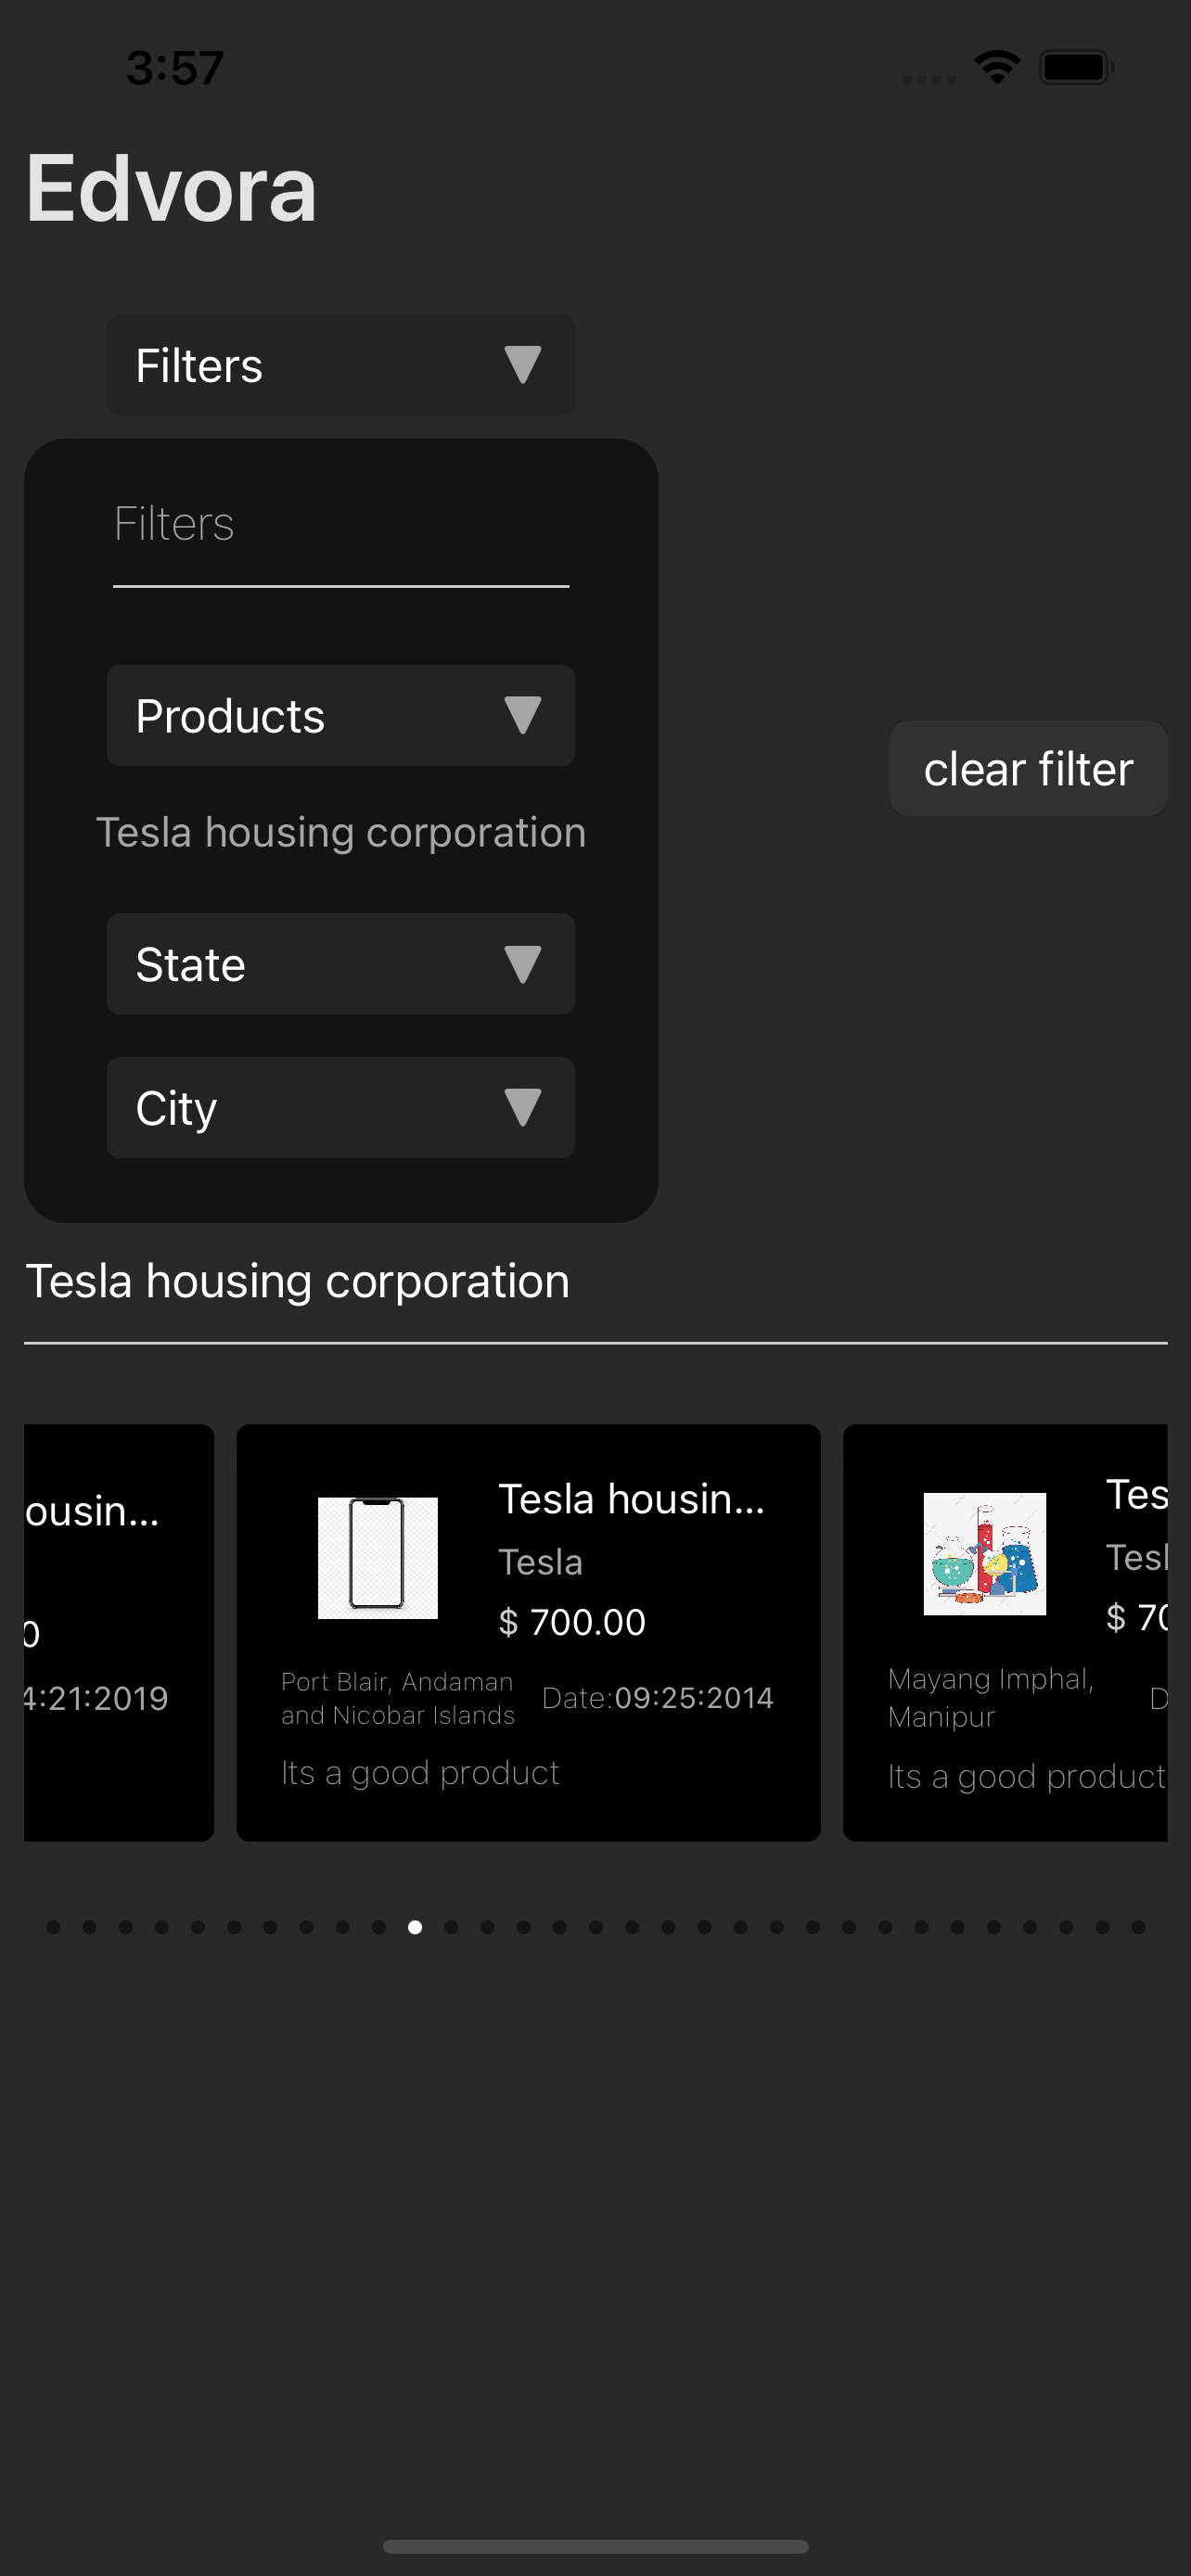 3:57
Edvora
Filters
Filters
Products
clear filter
Tesla housing corporation
State
City
Tesla housing corporation
ousin...
0
4:21:2019
Tesla housin...
Tesla
$ 700.00
Port Blair, Andaman
and Nicobar Islands
Date:09:25:2014
Its a good product
Tes
Tesl
$ 70
Mayang Imphal,
Manipur
D
Its a good product